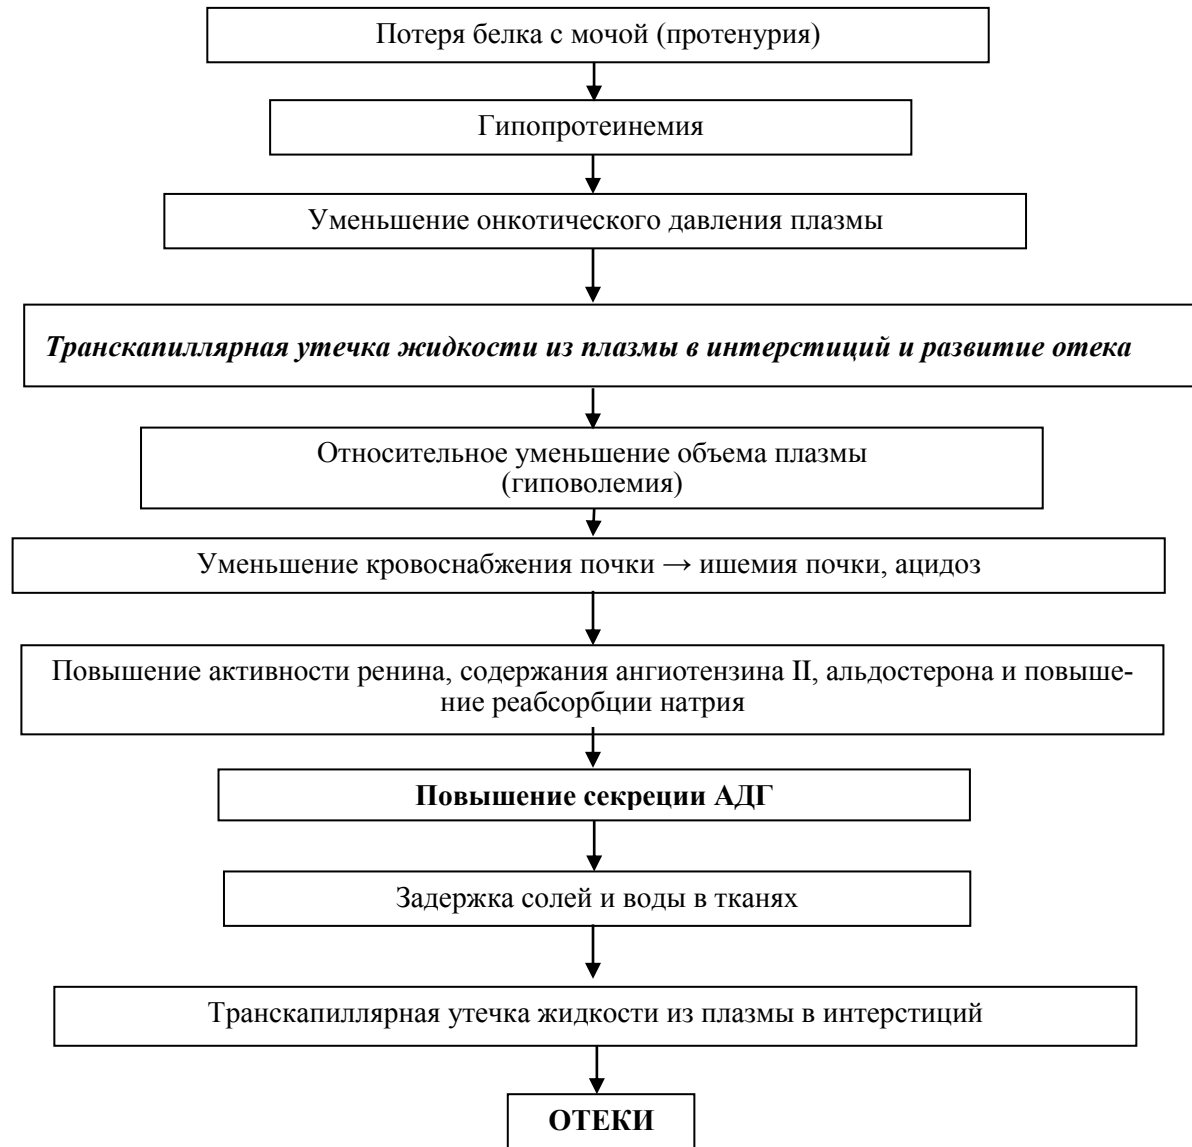 Потеря белка с мочой (протенурия)
Гипопротеинемия
Уменьшение онкотического давления плазмы
Транскапиллярная утечка жидкости из плазмы в интерстиций и развитие отека
Относительное уменьшение объема плазмы
(гиповолемия)
Уменьшение кровоснабжения почки → ишемия почки, ацидоз
Повышение активности ренина, содержания ангиотензина II, альдостерона и повыше-
ние реабсорбции натрия
Повышение секреции АДГ
Задержка солей и воды в тканях
Транскапиллярная утечка жидкости из плазмы в интерстиций
ОТЕКИ